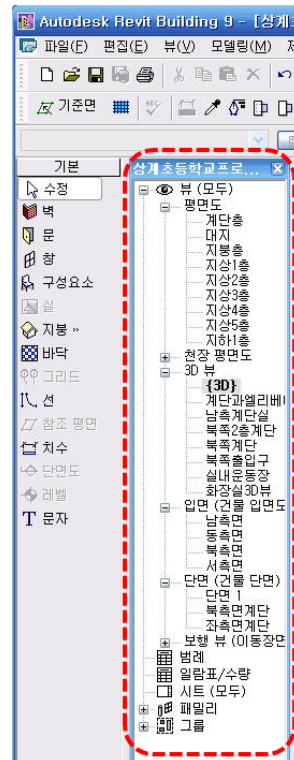 Autodesk Revit Building 9 - [상계
파일(F) 편집(E) 뷰(V) 모델링(M)
기준면
기본
수정
벽
문
창
구성요소
실
지붕 »
바닥
그리드
선
참조 평면
치수
단면도
레벨
문자
상계초등학교프로...
뷰 (모두)
평면도
계단층
대지
지붕층
지상1층
지상2층
지상3층
지상4층
지상5층
지하1층
천장 평면도
3D 뷰
{3D}
계단과엘리베
남측계단실
북쪽2층계단
북쪽계단
북쪽출입구
실내운동장
화장실3D뷰
입면 (건물 입면도
남측면
동측면
북측면
서측면
단면 (건물 단면)
단면 1
북측면계단
좌측면계단
보행 뷰 (이동장면
범례
일람표/수량
시트 (모두)
패밀리
그룹